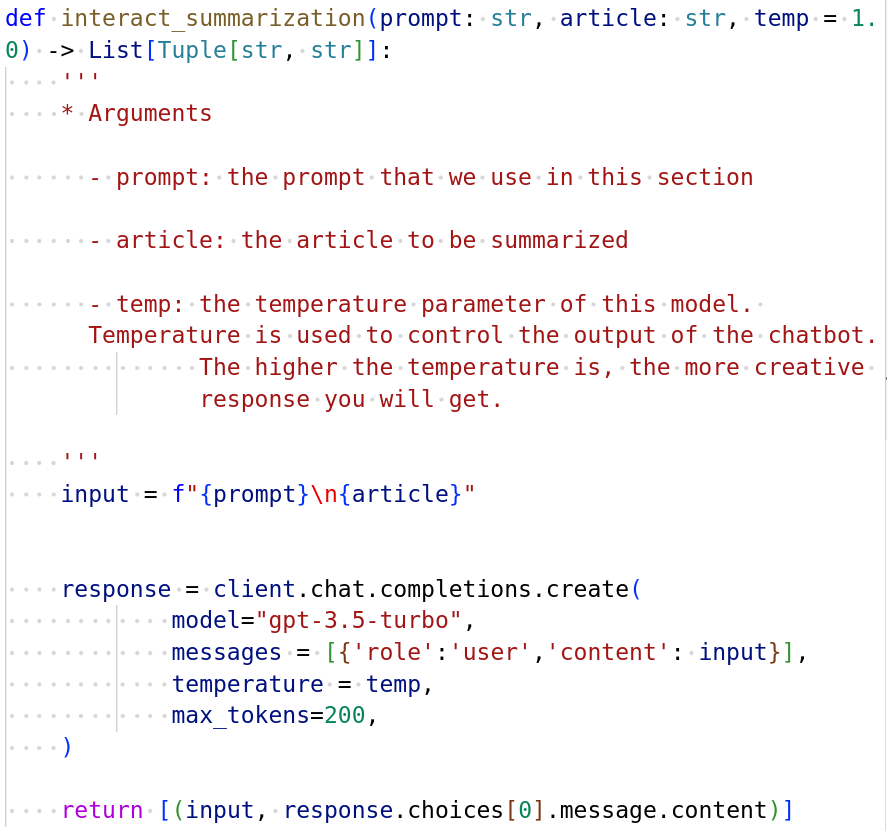 def interact_summarization(prompt: str, article: str, temp = 1.
0) -> List[Tuple[str, str]]:
    '''
    * Arguments

      - prompt: the prompt that we use in this section

      - article: the article to be summarized

      - temp: the temperature parameter of this model. 
      Temperature is used to control the output of the chatbot.
              The higher the temperature is, the more creative 
              response you will get.

    '''
    input = f"{prompt}\n{article}"


    response = client.chat.completions.create(
            model="gpt-3.5-turbo",
            messages = [{'role':'user','content': input}],
            temperature = temp,
            max_tokens=200,
    )

    return [(input, response.choices[0].message.content)]